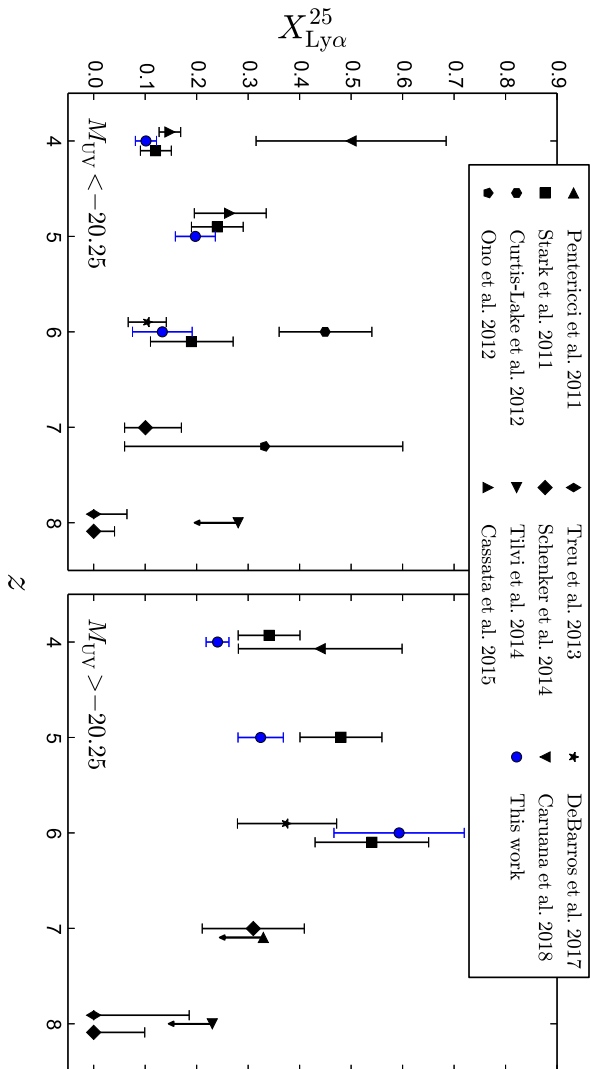 Pentericci et al. 2011
Stark et al. 2011
Curtis-Lake et al. 2012
Ono et al. 2012
Treu et al. 2013
Schenker et al. 2014
Tilvi et al. 2014
Cassata et al. 2015
DeBarros et al. 2017
Caruana et al. 2018
This work
X²⁵_Lyα
0.9
0.8
0.7
0.6
0.5
0.4
0.3
0.2
0.1
0.0
M_UV<−20.25
4 5 6 7 8
M_UV>−20.25
4 5 6 7 8
z